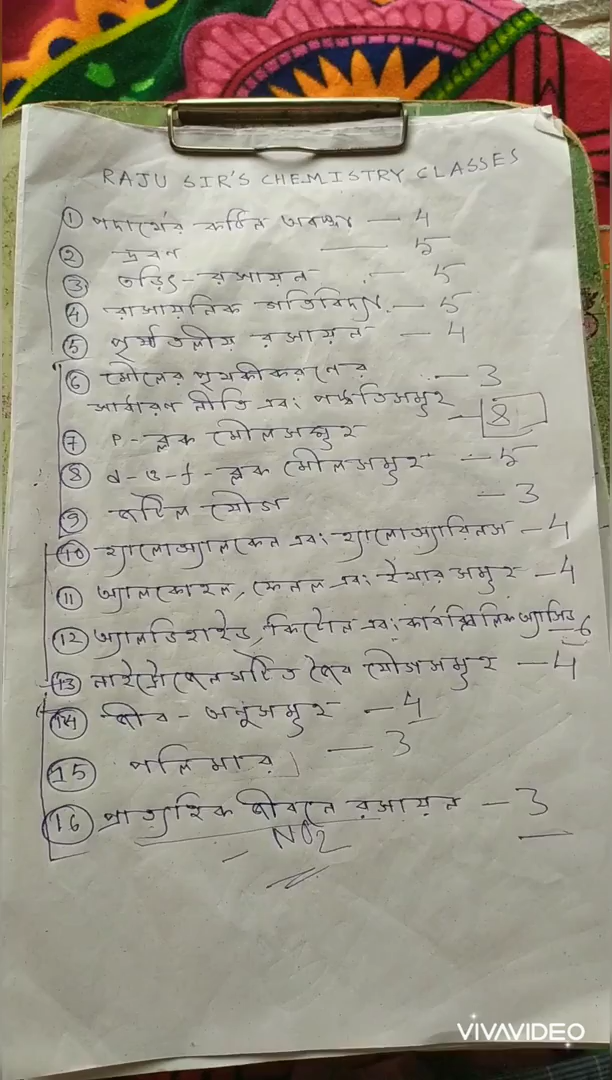 RAJU SIR'S CHEMISTRY CLASSES
① পদার্থের কঠিন অবস্থা — 4
② দ্রবণ — 5
③ তড়িৎ-রসায়ন — 5
④ রাসায়নিক গতিবিদ্যা — 5
⑤ পৃষ্ঠতলীয় রসায়ন — 4
⑥ মৌলের পৃথকীকরণের — 3
সাধারণ নীতি এবং পদ্ধতিসমুহ
⑦ P-ব্লক মৌলসমুহ — 8
⑧ d-ও-f-ব্লক মৌলসমুহ — 5
⑨ জটিল যৌগ — 3
⑩ হ্যালোঅ্যালকেন এবং হ্যালোঅ্যারিনস — 4
⑪ অ্যালকোহল, ফেনল এবং ইথার সমুহ — 4
⑫ অ্যালডিহাইড, কিটোন এবং কার্বক্সিলিক অ্যাসিড — 6
⑬ নাইট্রোজেনঘটিত জৈব যৌগসমুহ — 4
⑭ জীব-অনুসমুহ — 4
⑮ পলিমার — 3
⑯ প্রাত্যহিক জীবনে রসায়ন — 3
NO2
VIVAVIDEO